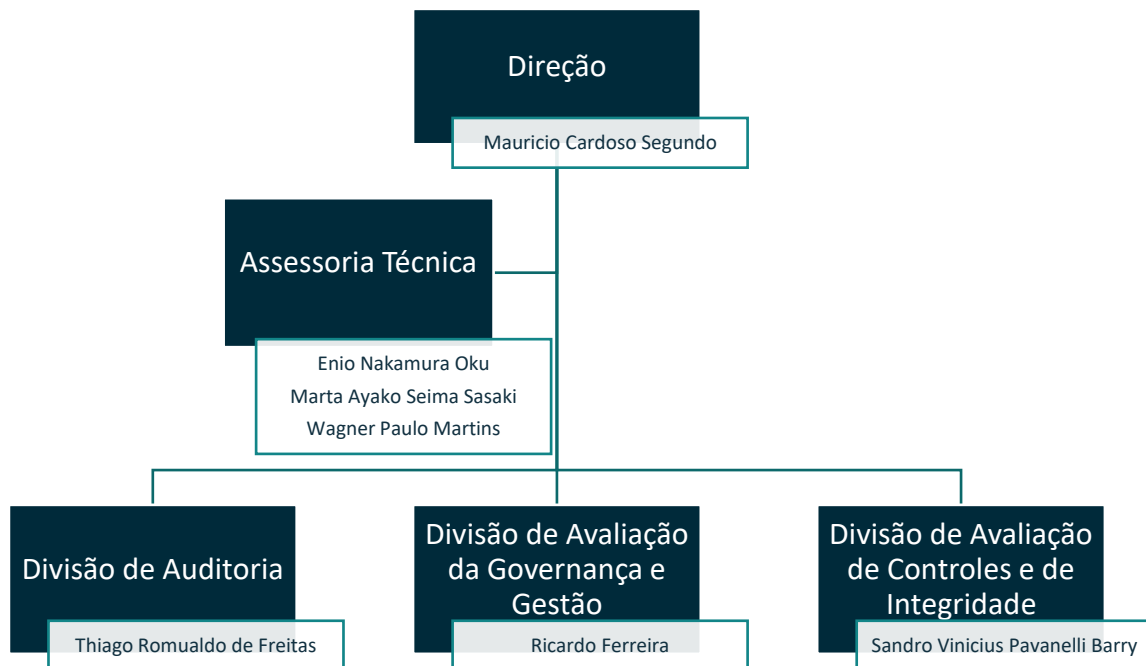 Direção
Mauricio Cardoso Segundo
Assessoria Técnica
Enio Nakamura Oku
Marta Ayako Seima Sasaki
Wagner Paulo Martins
Divisão de Auditoria
Thiago Romualdo de Freitas
Divisão de Avaliação
da Governança e
Gestão
Ricardo Ferreira
Divisão de Avaliação
de Controles e de
Integridade
Sandro Vinicius Pavanelli Barry